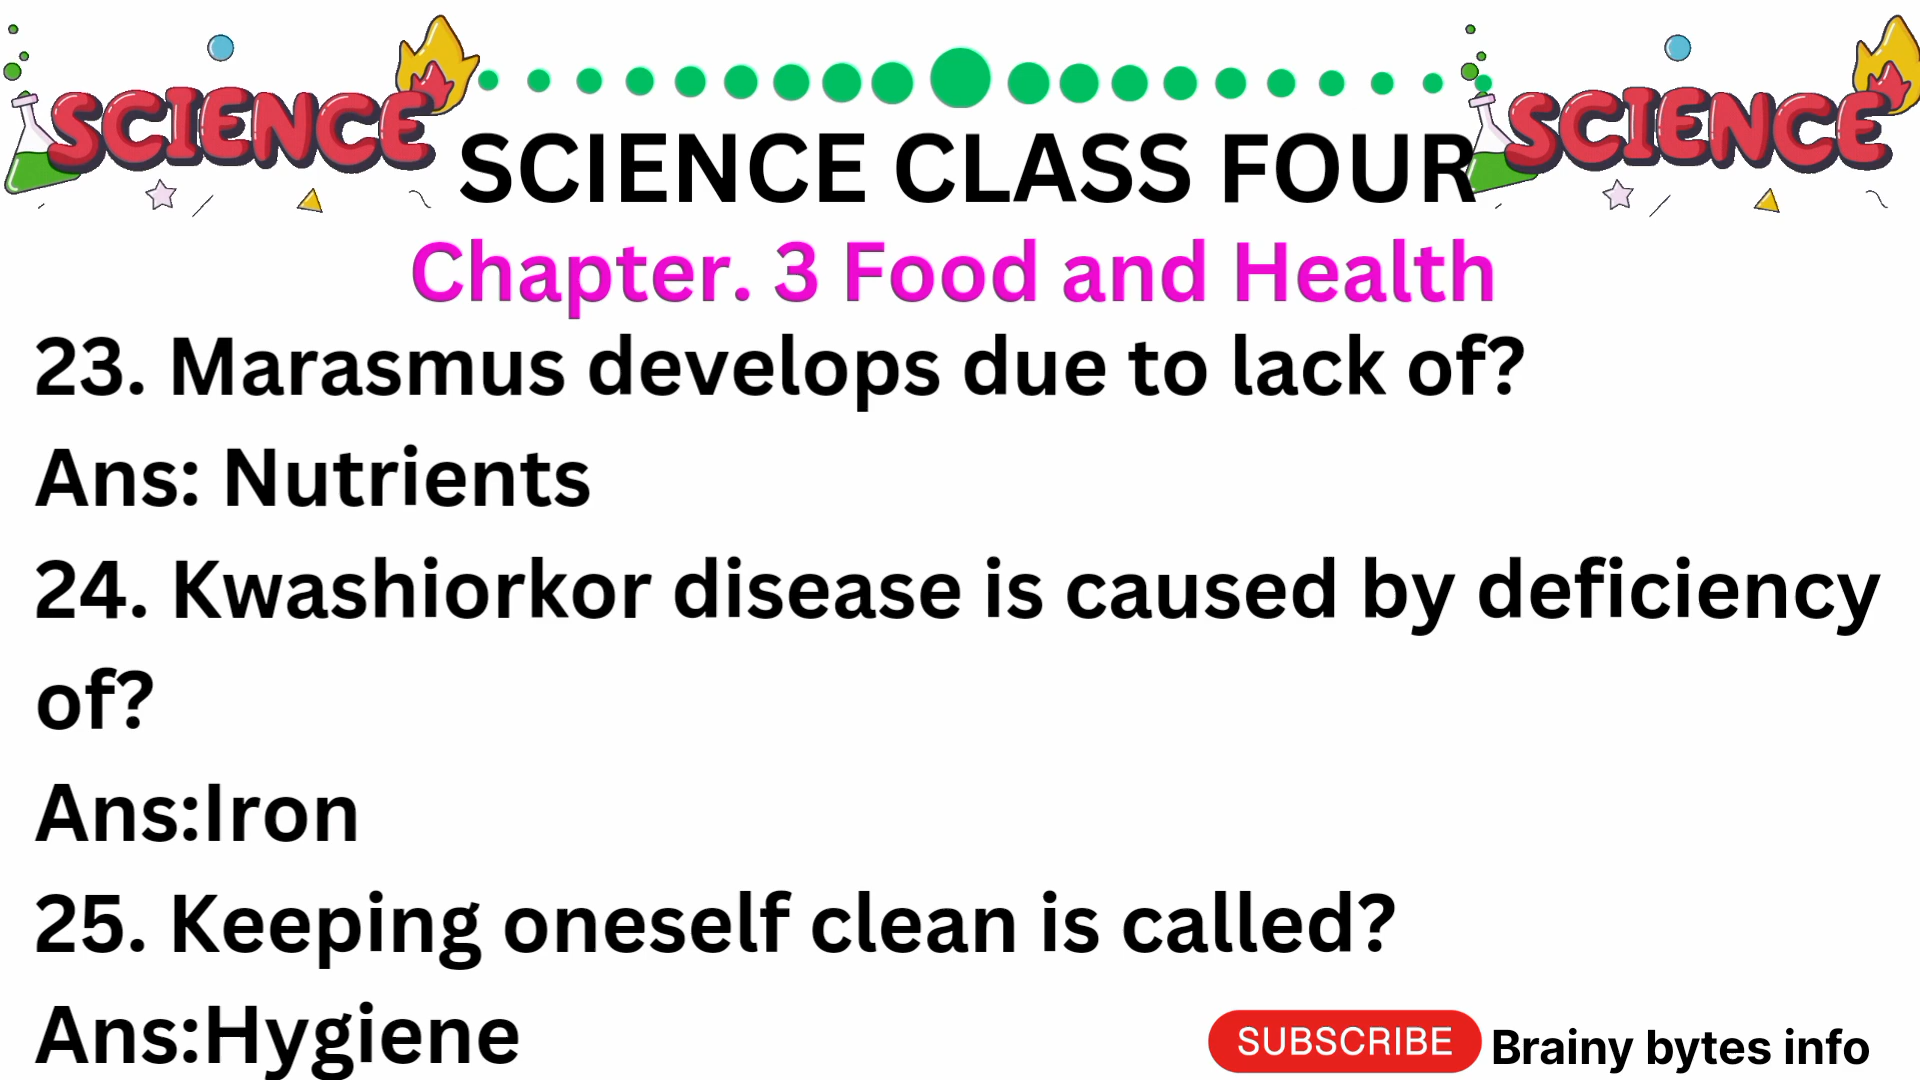 SCIENCE
SCIENCE
SCIENCE CLASS FOUR
Chapter. 3 Food and Health
23. Marasmus develops due to lack of?
Ans: Nutrients
24. Kwashiorkor disease is caused by deficiency
of?
Ans:Iron
25. Keeping oneself clean is called?
Ans:Hygiene
SUBSCRIBE Brainy bytes info